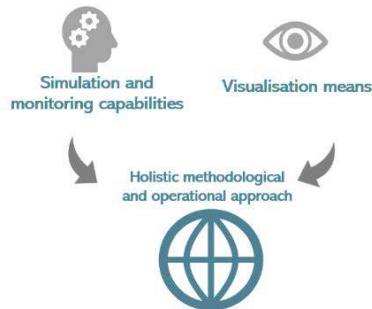 Simulation and
monitoring capabilities
Visualisation means
Holistic methodological
and operational approach